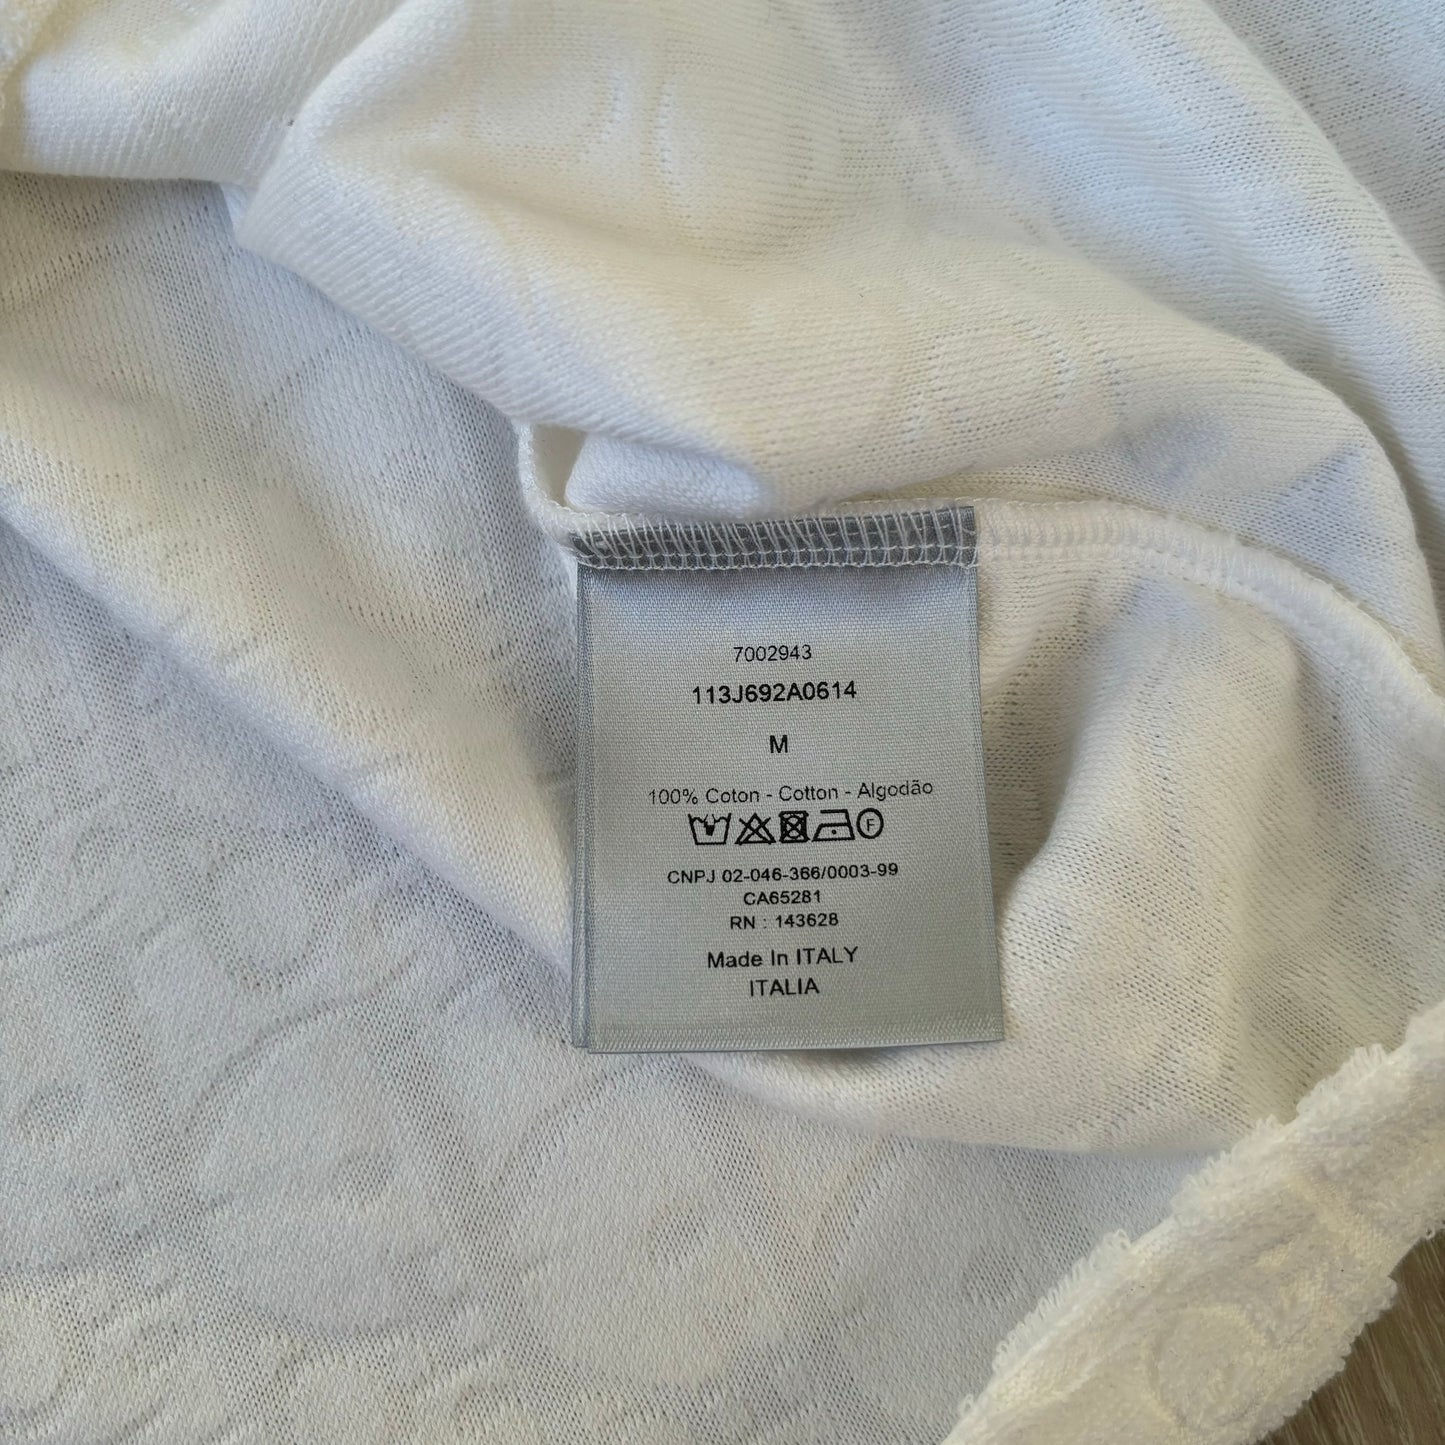 7002943
113J692A0614
M
100% Coton - Cotton - Algodão
F
CNPJ 02-046-366/0003-99
CA65281
RN : 143628
Made In ITALY
ITALIA